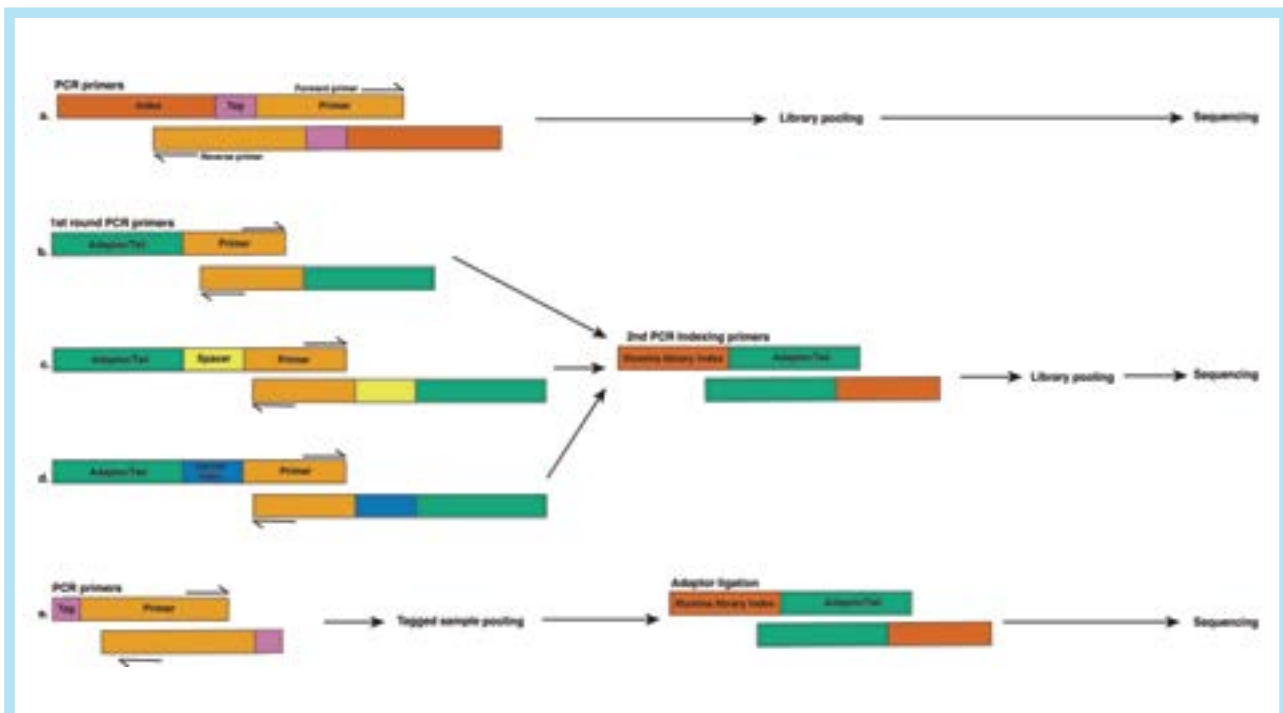 PCR primers
Forward primer
a.
Index
Tag
Primer
Library pooling
Sequencing
Reverse primer
1st round PCR primers
b.
Adaptor/Tail
Primer
2nd PCR indexing primers
c.
Adaptor/Tail
Spacer
Primer
Illumina library index
Adaptor/Tail
Library pooling
Sequencing
d.
Adaptor/Tail
Primer
PCR primers
Adaptor ligation
e.
Tag
Primer
Illumina library index
Adaptor/Tail
Tagged sample pooling
Sequencing